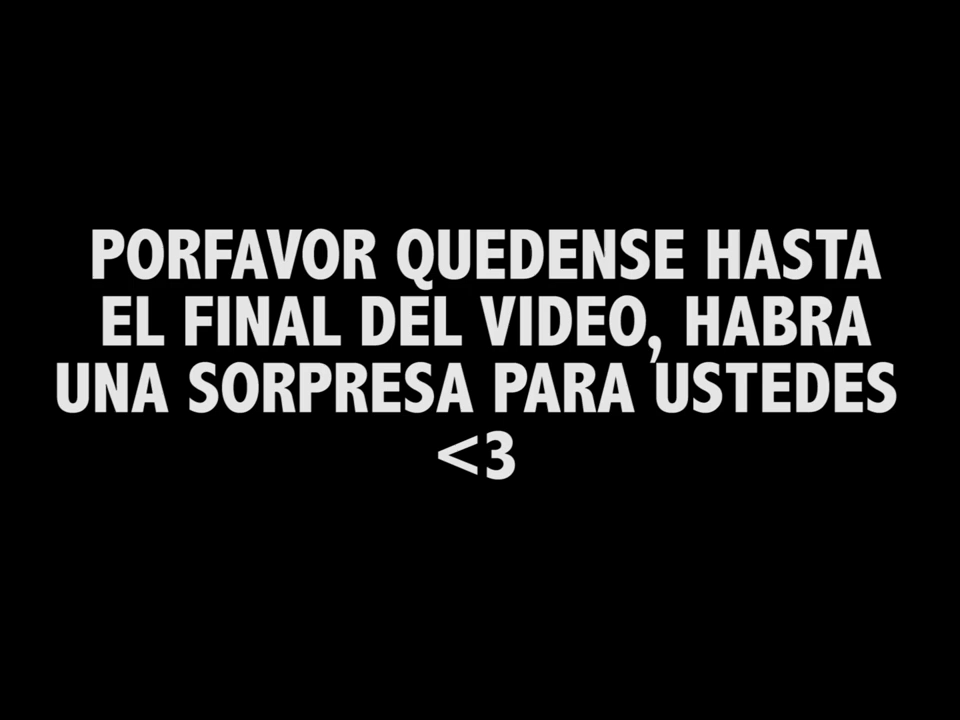 PORFAVOR QUEDENSE HASTA
EL FINAL DEL VIDEO, HABRA
UNA SORPRESA PARA USTEDES
<3